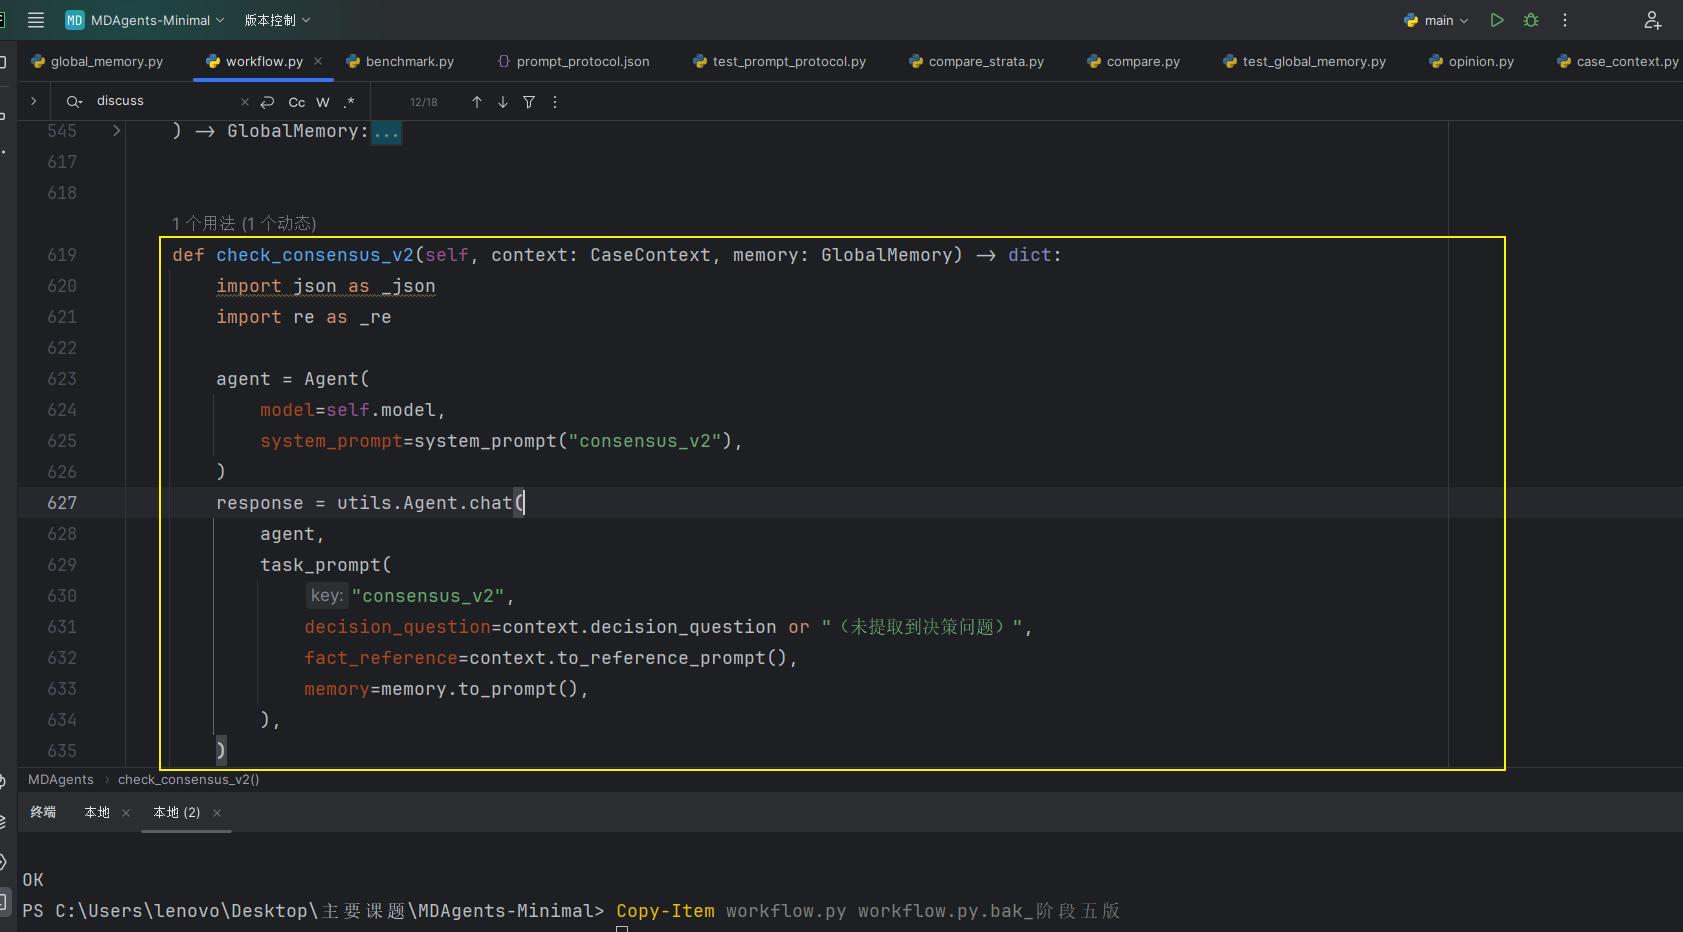 MD MDAgents-Minimal 版本控制 main
global_memory.py workflow.py benchmark.py prompt_protocol.json test_prompt_protocol.py compare_strata.py compare.py test_global_memory.py opinion.py case_context.py
discuss Cc W .* 12/18
545 ) -> GlobalMemory:...
617
618
1 个用法 (1 个动态)
619 def check_consensus_v2(self, context: CaseContext, memory: GlobalMemory) -> dict:
620 import json as _json
621 import re as _re
622
623 agent = Agent(
624 model=self.model,
625 system_prompt=system_prompt("consensus_v2"),
626 )
627 response = utils.Agent.chat(
628 agent,
629 task_prompt(
630 key: "consensus_v2",
631 decision_question=context.decision_question or "（未提取到决策问题）",
632 fact_reference=context.to_reference_prompt(),
633 memory=memory.to_prompt(),
634 ),
635 )
MDAgents › check_consensus_v2()
终端 本地 本地 (2)
OK
PS C:\Users\lenovo\Desktop\主要课题\MDAgents-Minimal> Copy-Item workflow.py workflow.py.bak_阶段五版